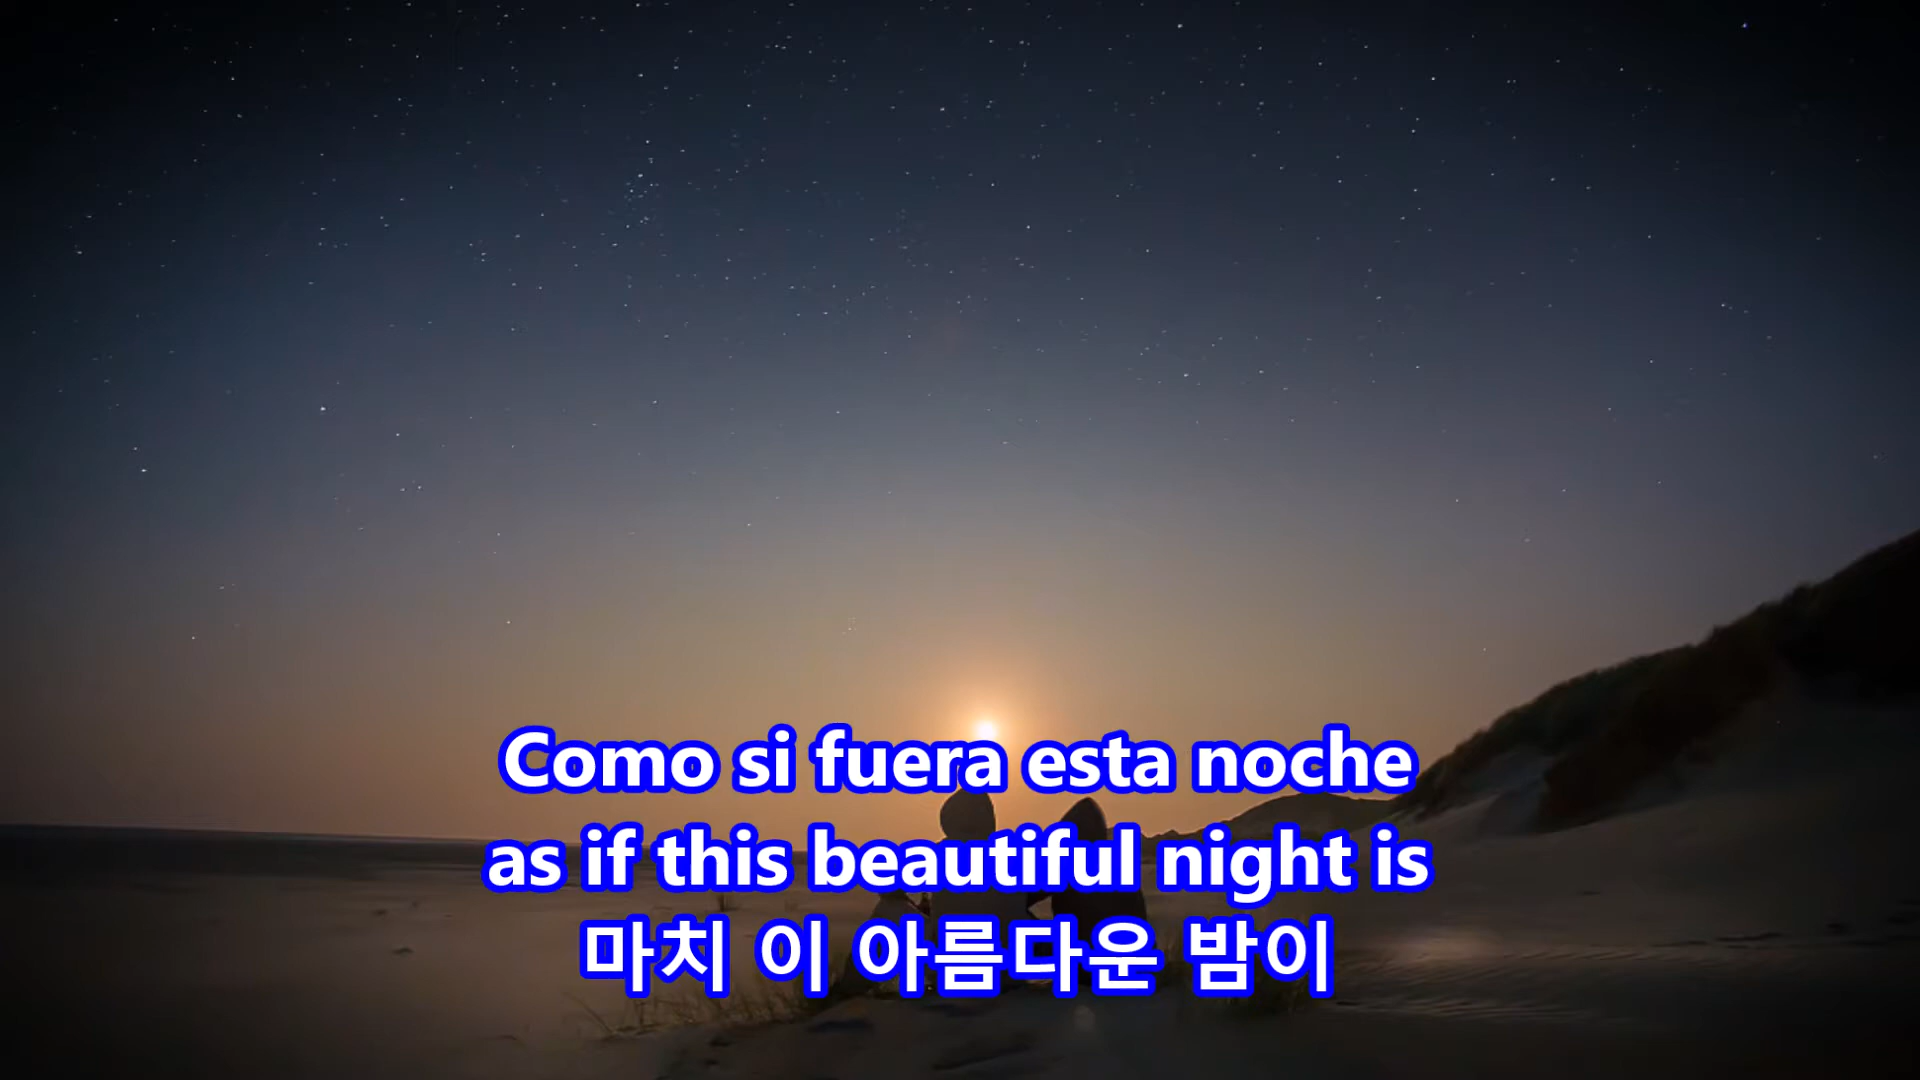 Como si fuera esta noche
as if this beautiful night is
마치 이 아름다운 밤이